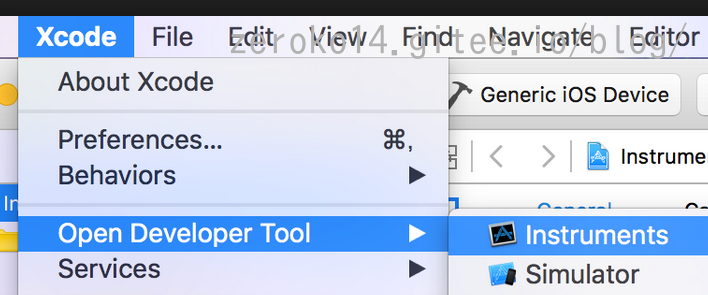 Xcode File Edit View Find Navigate Editor
zeroko14.gitee.io/blog/
About Xcode
Generic iOS Device
Preferences... ⌘,
Behaviors
Instrume
General
Open Developer Tool
Instruments
Services
Simulator